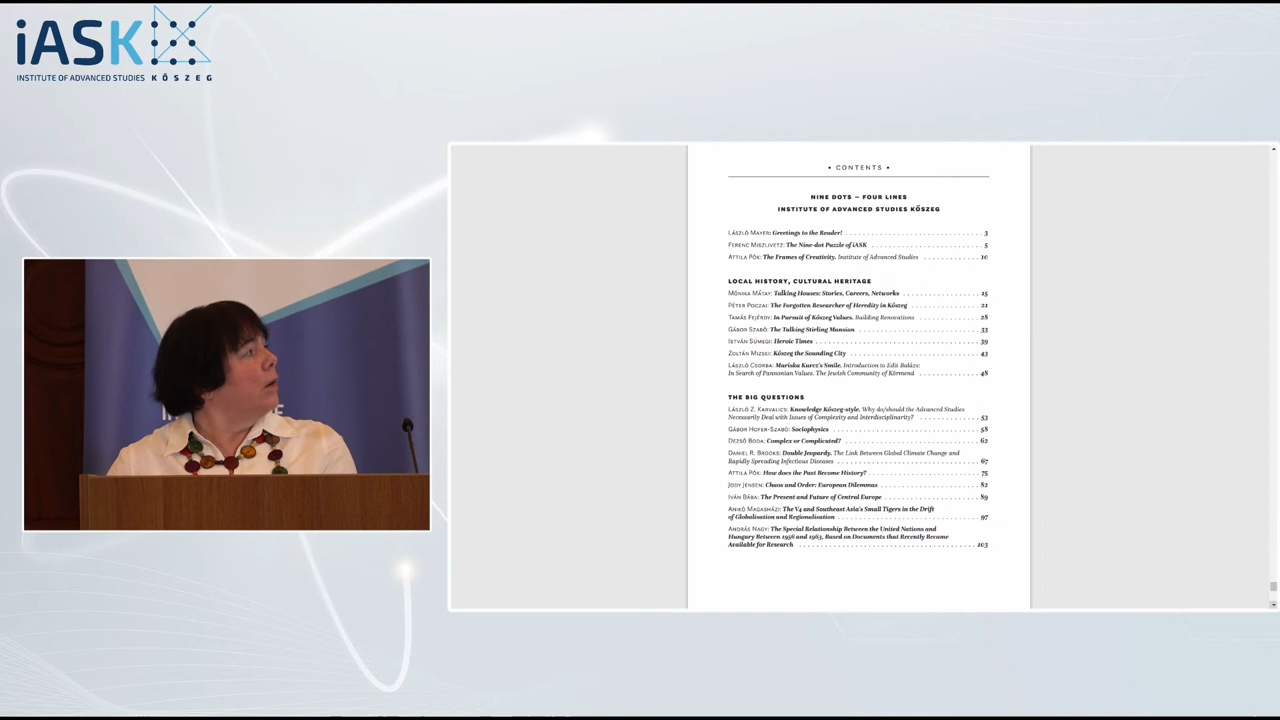 iASK
INSTITUTE OF ADVANCED STUDIES KŐSZEG
• CONTENTS •
NINE DOTS – FOUR LINES
INSTITUTE OF ADVANCED STUDIES KŐSZEG
LÁSZLÓ MAYER: Greetings to the Reader! 3
FERENC MISZLIVETZ: The Nine-dot Puzzle of iASK 5
ATTILA PÓK: The Frames of Creativity. Institute of Advanced Studies 10
LOCAL HISTORY, CULTURAL HERITAGE
MÓNIKA MÁTAY: Talking Houses: Stories, Careers, Networks 15
PÉTER POCZAI: The Forgotten Researcher of Heredity in Kőszeg 21
TAMÁS FEJÉRDY: In Pursuit of Kőszeg Values. Building Renovations 28
GÁBOR SZABÓ: The Talking Stirling Mansion 33
ISTVÁN SÜMEGI: Heroic Times 39
ZOLTÁN MIZSEI: Kőszeg the Sounding City 43
LÁSZLÓ CSORBA: Mariska Kurcz's Smile. Introduction to Edit Balázs:
In Search of Pannonian Values. The Jewish Community of Körmend 48
THE BIG QUESTIONS
LÁSZLÓ Z. KARVALICS: Knowledge Kőszeg-style. Why do/should the Advanced Studies
Necessarily Deal with Issues of Complexity and Interdisciplinarity? 53
GÁBOR HOFER-SZABÓ: Sociophysics 58
DEZSŐ BODA: Complex or Complicated? 62
DANIEL R. BROOKS: Double Jeopardy. The Link Between Global Climate Change and
Rapidly Spreading Infectious Diseases 67
ATTILA PÓK: How does the Past Become History? 75
JODY JENSEN: Chaos and Order: European Dilemmas 82
IVÁN BÁBA: The Present and Future of Central Europe 89
ANIKÓ MAGASHÁZI: The V4 and Southeast Asia's Small Tigers in the Drift
of Globalisation and Regionalisation 97
ANDRÁS NAGY: The Special Relationship Between the United Nations and
Hungary Between 1956 and 1963, Based on Documents that Recently Became
Available for Research 103